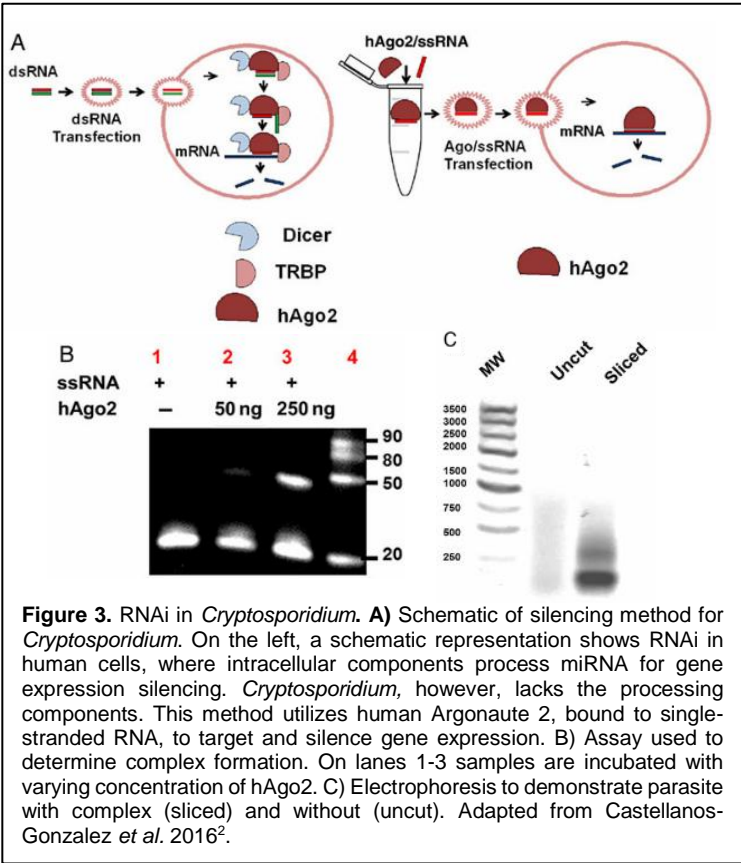 A
dsRNA
dsRNA
Transfection
mRNA
hAgo2/ssRNA
Ago/ssRNA
Transfection
mRNA
Dicer
TRBP
hAgo2
hAgo2
B 1 2 3 4
ssRNA + + +
hAgo2 – 50 ng 250 ng
90
80
50
20
C
MW Uncut Sliced
3500
3000
2500
2000
1500
1000
750
500
250
Figure 3. RNAi in Cryptosporidium. A) Schematic of silencing method for
Cryptosporidium. On the left, a schematic representation shows RNAi in
human cells, where intracellular components process miRNA for gene
expression silencing. Cryptosporidium, however, lacks the processing
components. This method utilizes human Argonaute 2, bound to single-
stranded RNA, to target and silence gene expression. B) Assay used to
determine complex formation. On lanes 1-3 samples are incubated with
varying concentration of hAgo2. C) Electrophoresis to demonstrate parasite
with complex (sliced) and without (uncut). Adapted from Castellanos-
Gonzalez et al. 2016².